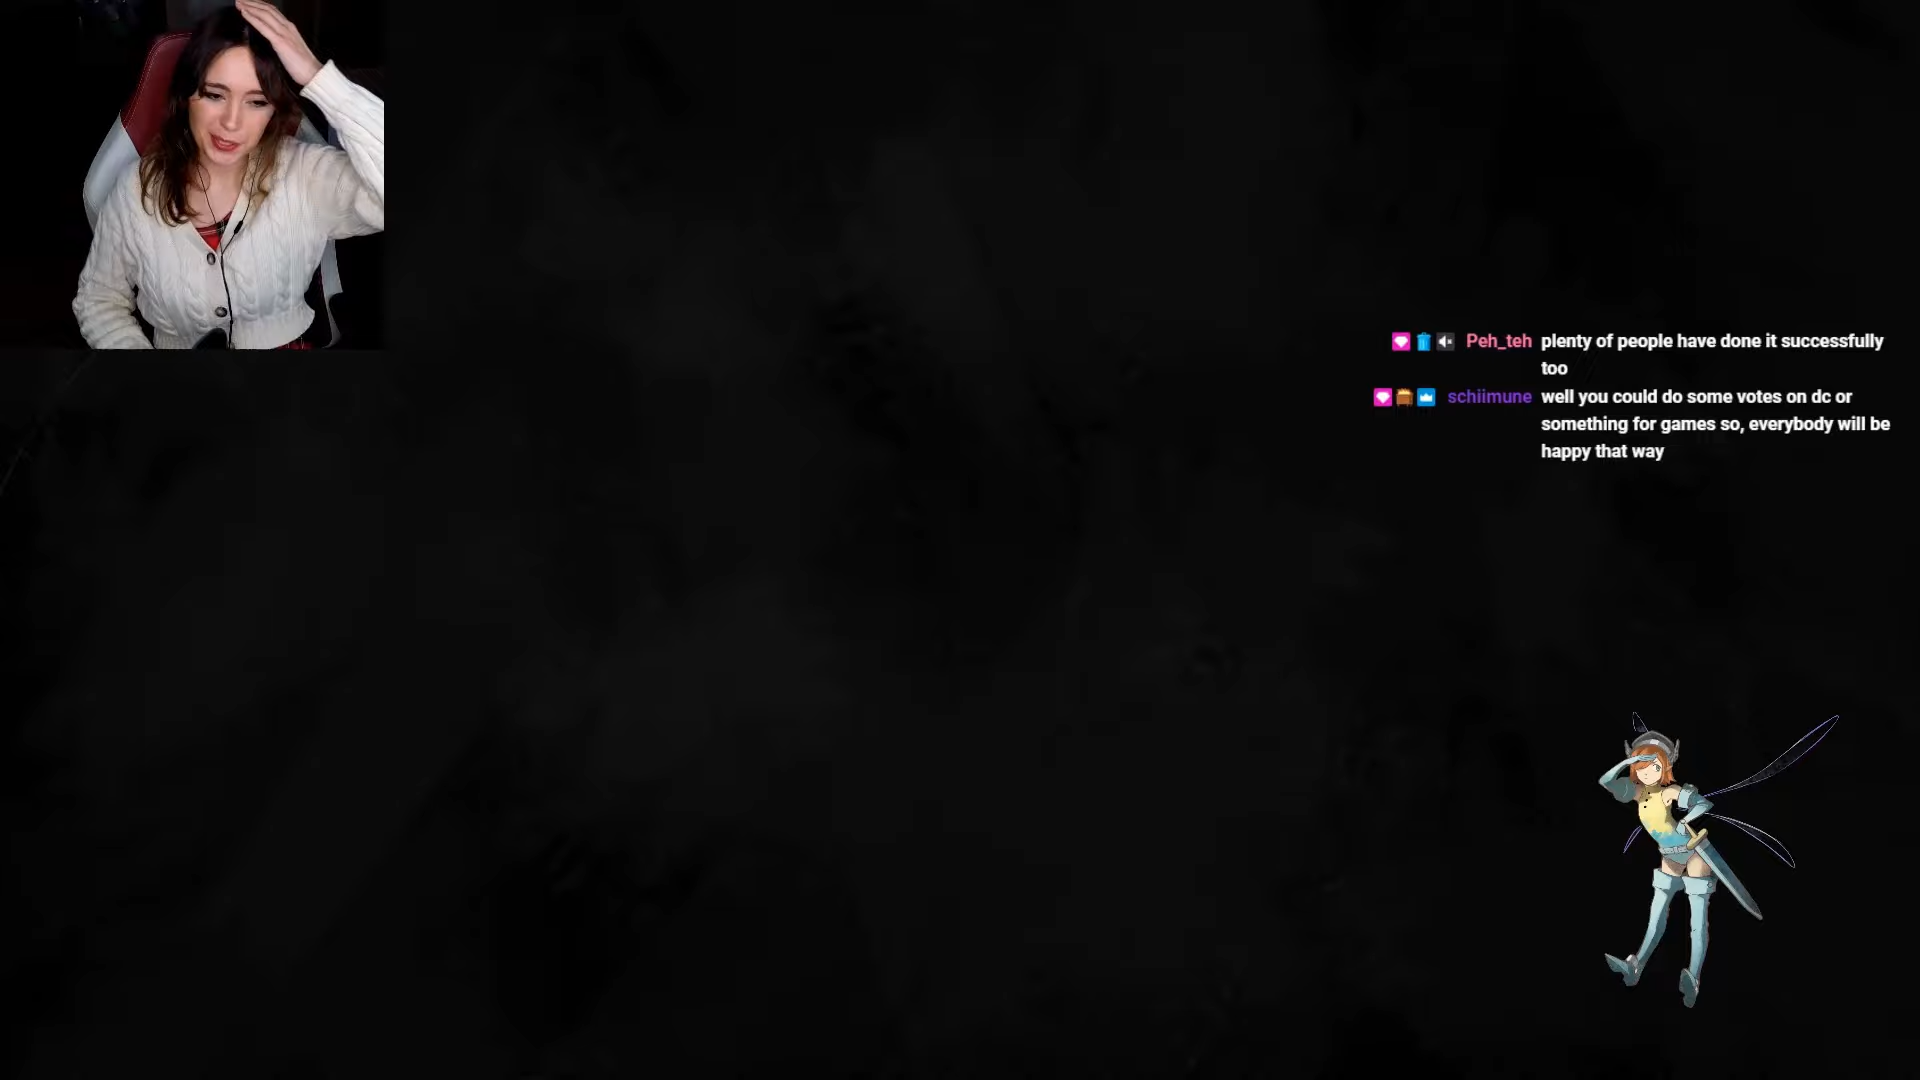 Peh_teh plenty of people have done it successfully
too
schiimune well you could do some votes on dc or
something for games so, everybody will be
happy that way